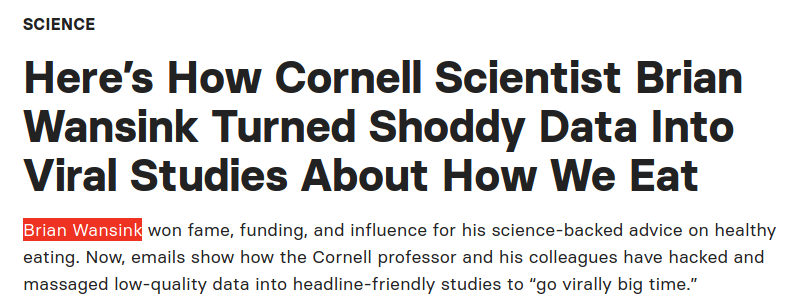 SCIENCE
Here’s How Cornell Scientist Brian
Wansink Turned Shoddy Data Into
Viral Studies About How We Eat
Brian Wansink won fame, funding, and influence for his science-backed advice on healthy
eating. Now, emails show how the Cornell professor and his colleagues have hacked and
massaged low-quality data into headline-friendly studies to “go virally big time.”